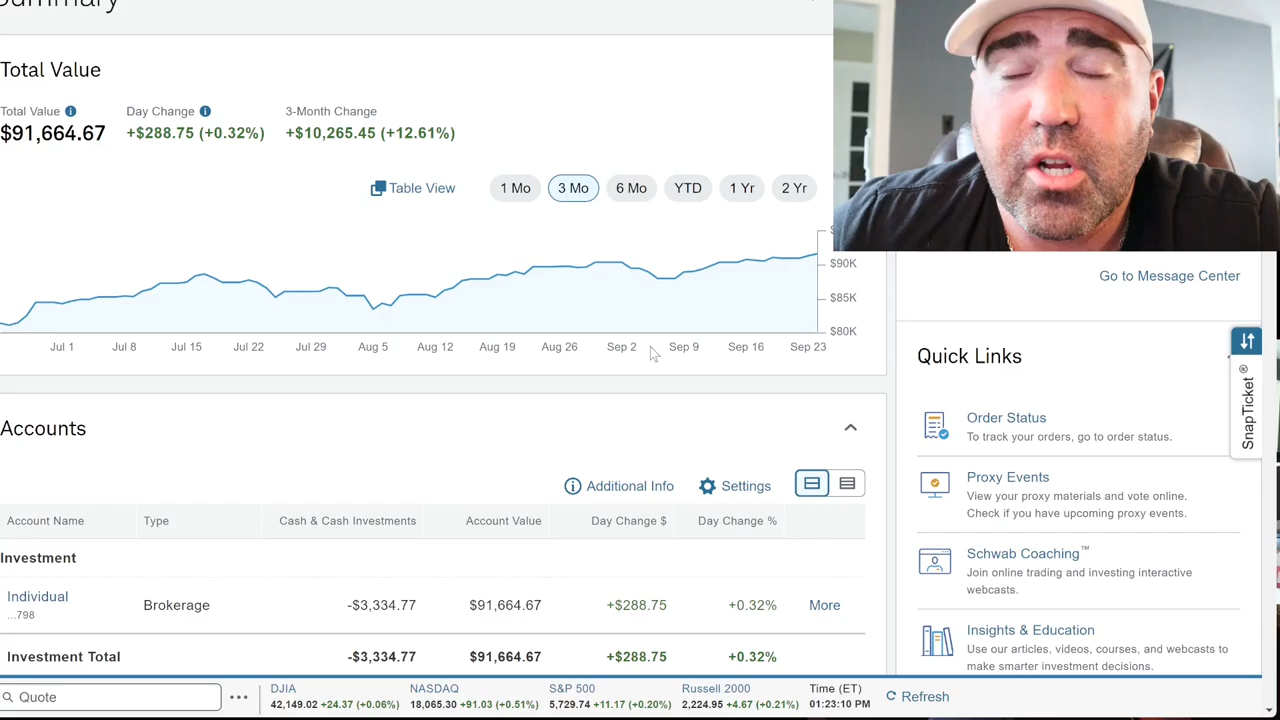 Summary
Total Value
Total Value
Day Change
3-Month Change
$91,664.67
+$288.75 (+0.32%)
+$10,265.45 (+12.61%)
Table View
1 Mo
3 Mo
6 Mo
YTD
1 Yr
2 Yr
$90K
$85K
$80K
Jul 1
Jul 8
Jul 15
Jul 22
Jul 29
Aug 5
Aug 12
Aug 19
Aug 26
Sep 2
Sep 9
Sep 16
Sep 23
Accounts
Additional Info
Settings
Account Name
Type
Cash & Cash Investments
Account Value
Day Change $
Day Change %
Investment
Individual
...798
Brokerage
-$3,334.77
$91,664.67
+$288.75
+0.32%
More
Investment Total
-$3,334.77
$91,664.67
+$288.75
+0.32%
Go to Message Center
Quick Links
Order Status
To track your orders, go to order status.
Proxy Events
View your proxy materials and vote online.
Check if you have upcoming proxy events.
Schwab Coaching™
Join online trading and investing interactive
webcasts.
Insights & Education
Use our articles, videos, courses, and webcasts to
make smarter investment decisions.
SnapTicket®
Quote
DJIA
42,149.02 +24.37 (+0.06%)
NASDAQ
18,065.30 +91.03 (+0.51%)
S&P 500
5,729.74 +11.17 (+0.20%)
Russell 2000
2,224.95 +4.67 (+0.21%)
Time (ET)
01:23:10 PM
Refresh